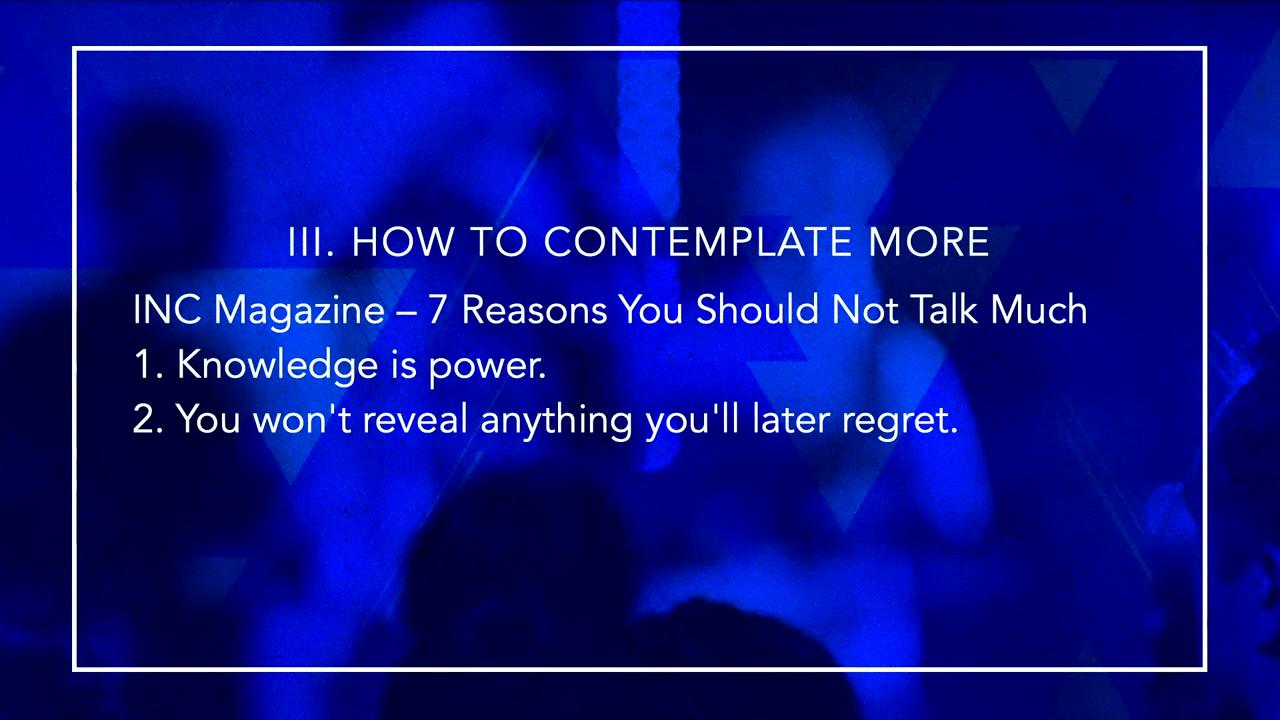 III. HOW TO CONTEMPLATE MORE
INC Magazine – 7 Reasons You Should Not Talk Much
1. Knowledge is power.
2. You won't reveal anything you'll later regret.